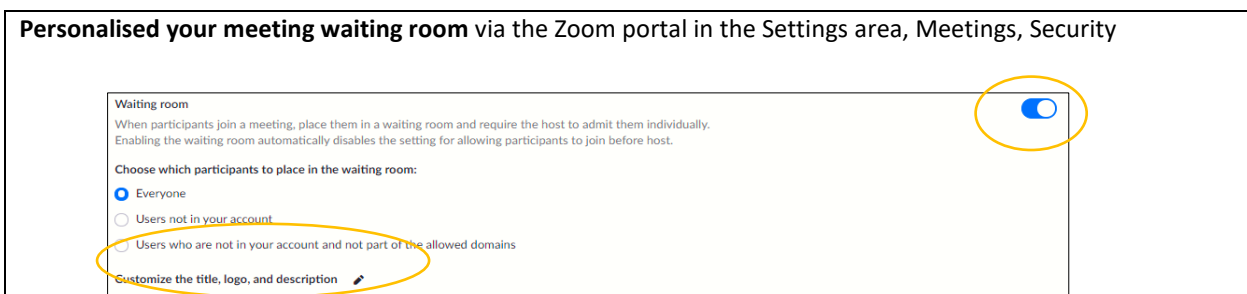 Personalised your meeting waiting room via the Zoom portal in the Settings area, Meetings, Security
Waiting room
When participants join a meeting, place them in a waiting room and require the host to admit them individually.
Enabling the waiting room automatically disables the setting for allowing participants to join before host.
Choose which participants to place in the waiting room:
Everyone
Users not in your account
Users who are not in your account and not part of the allowed domains
Customize the title, logo, and description